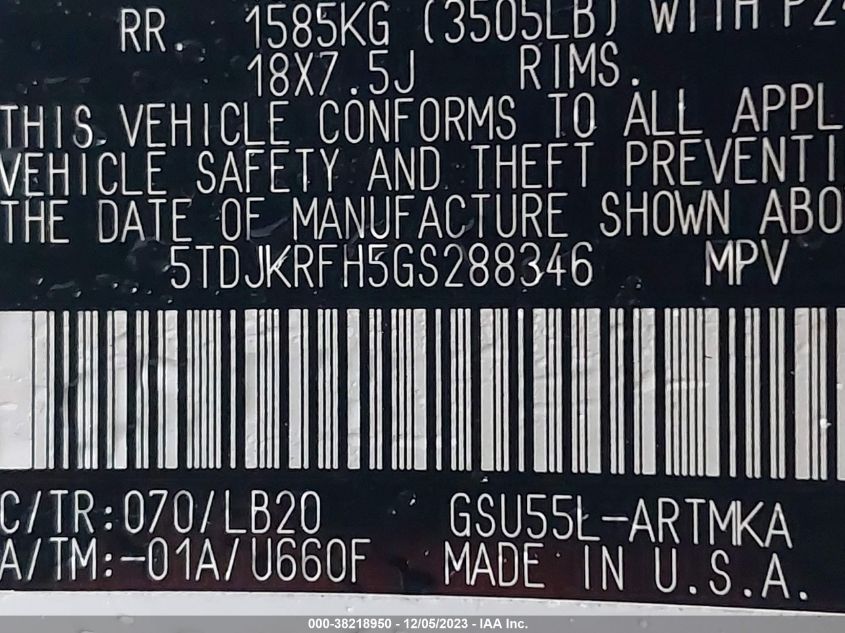 RR. 1585KG (3505LB) WITH P2
18X7.5J RIMS.
THIS VEHICLE CONFORMS TO ALL APPL
VEHICLE SAFETY AND THEFT PREVENTI
THE DATE OF MANUFACTURE SHOWN ABO
5TDJKRFH5GS288346 MPV
C/TR:070/LB20 GSU55L-ARTMKA
A/TM:-01A/U660F MADE IN U.S.A.
000-38218950 - 12/05/2023 - IAA Inc.